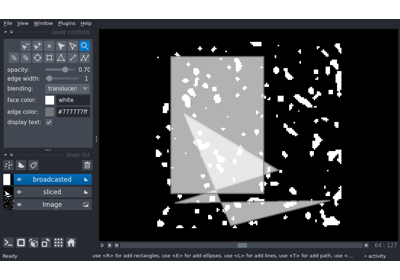 File View Window Plugins Help
layer controls
opacity: 0.70
edge width: 1
blending: translucen
face color: white
edge color: #777777ff
display text:
layer list
broadcasted
sliced
Image
0 64 127
Ready use <R> for add rectangles, use <E> for add ellipses, use <L> for add lines, use <T> for add path, use <... activity